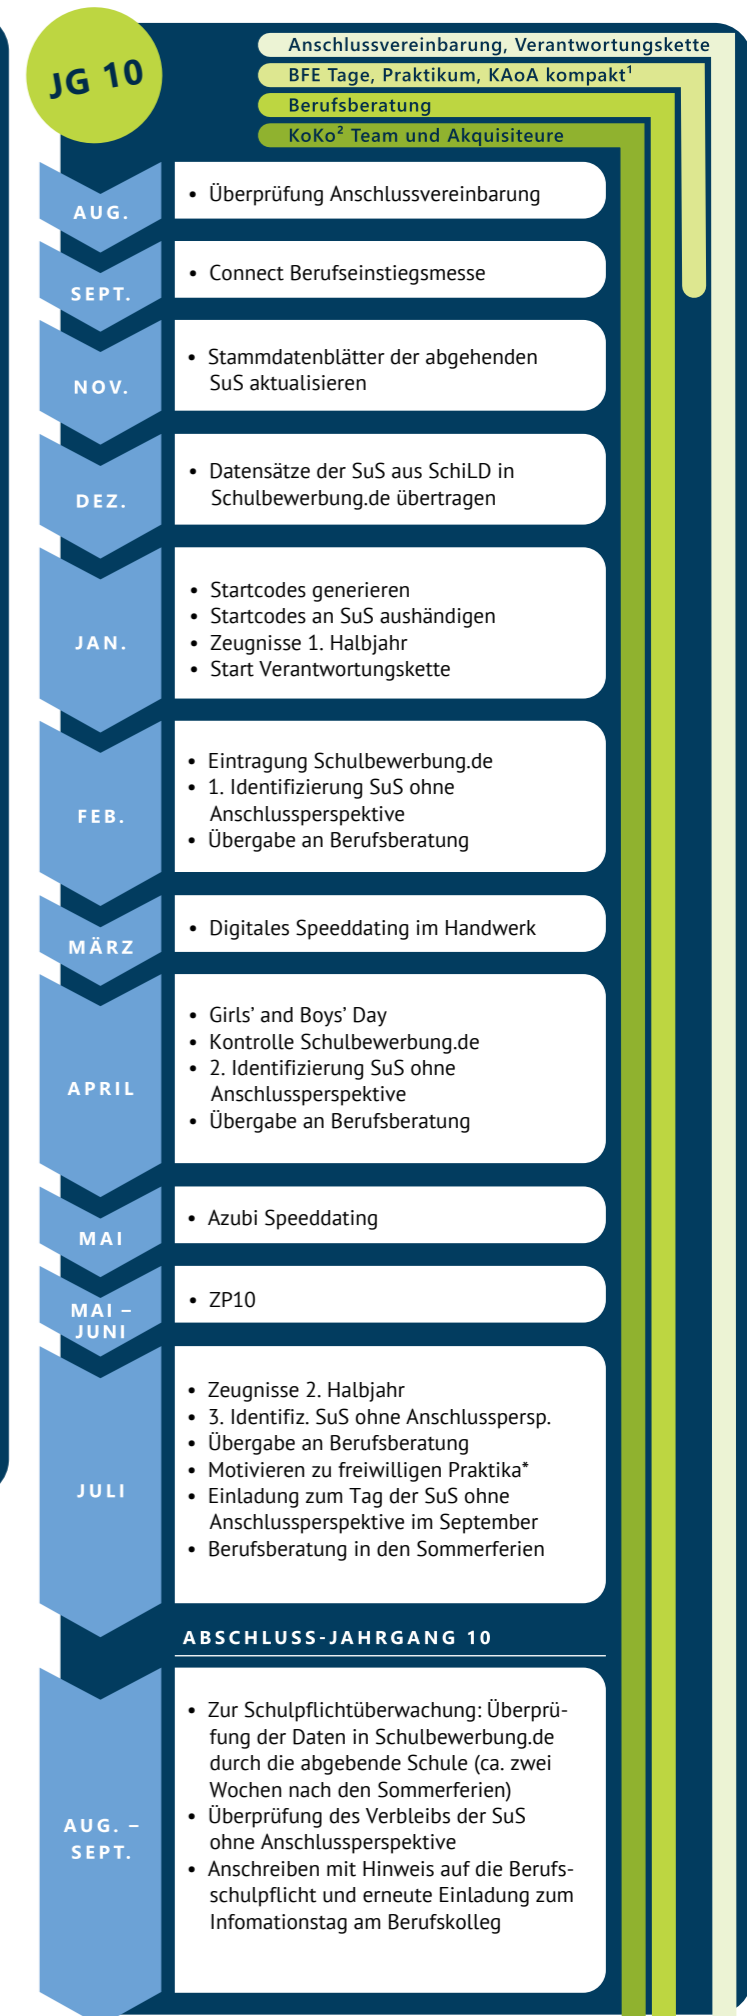 JG 10
Anschlussvereinbarung, Verantwortungskette
BFE Tage, Praktikum, KAoA kompakt¹
Berufsberatung
KoKo² Team und Akquisiteure
AUG.
• Überprüfung Anschlussvereinbarung
SEPT.
• Connect Berufseinstiegsmesse
NOV.
• Stammdatenblätter der abgehenden
SuS aktualisieren
DEZ.
• Datensätze der SuS aus SchiLD in
Schulbewerbung.de übertragen
JAN.
• Startcodes generieren
• Startcodes an SuS aushändigen
• Zeugnisse 1. Halbjahr
• Start Verantwortungskette
FEB.
• Eintragung Schulbewerbung.de
• 1. Identifizierung SuS ohne
Anschlussperspektive
• Übergabe an Berufsberatung
MÄRZ
• Digitales Speeddating im Handwerk
APRIL
• Girls’ and Boys’ Day
• Kontrolle Schulbewerbung.de
• 2. Identifizierung SuS ohne
Anschlussperspektive
• Übergabe an Berufsberatung
MAI
• Azubi Speeddating
MAI –
JUNI
• ZP10
JULI
• Zeugnisse 2. Halbjahr
• 3. Identifiz. SuS ohne Anschlusspersp.
• Übergabe an Berufsberatung
• Motivieren zu freiwilligen Praktika*
• Einladung zum Tag der SuS ohne
Anschlussperspektive im September
• Berufsberatung in den Sommerferien
ABSCHLUSS-JAHRGANG 10
AUG. –
SEPT.
• Zur Schulpflichtüberwachung: Überprü-
fung der Daten in Schulbewerbung.de
durch die abgebende Schule (ca. zwei
Wochen nach den Sommerferien)
• Überprüfung des Verbleibs der SuS
ohne Anschlussperspektive
• Anschreiben mit Hinweis auf die Berufs-
schulpflicht und erneute Einladung zum
Infomationstag am Berufskolleg